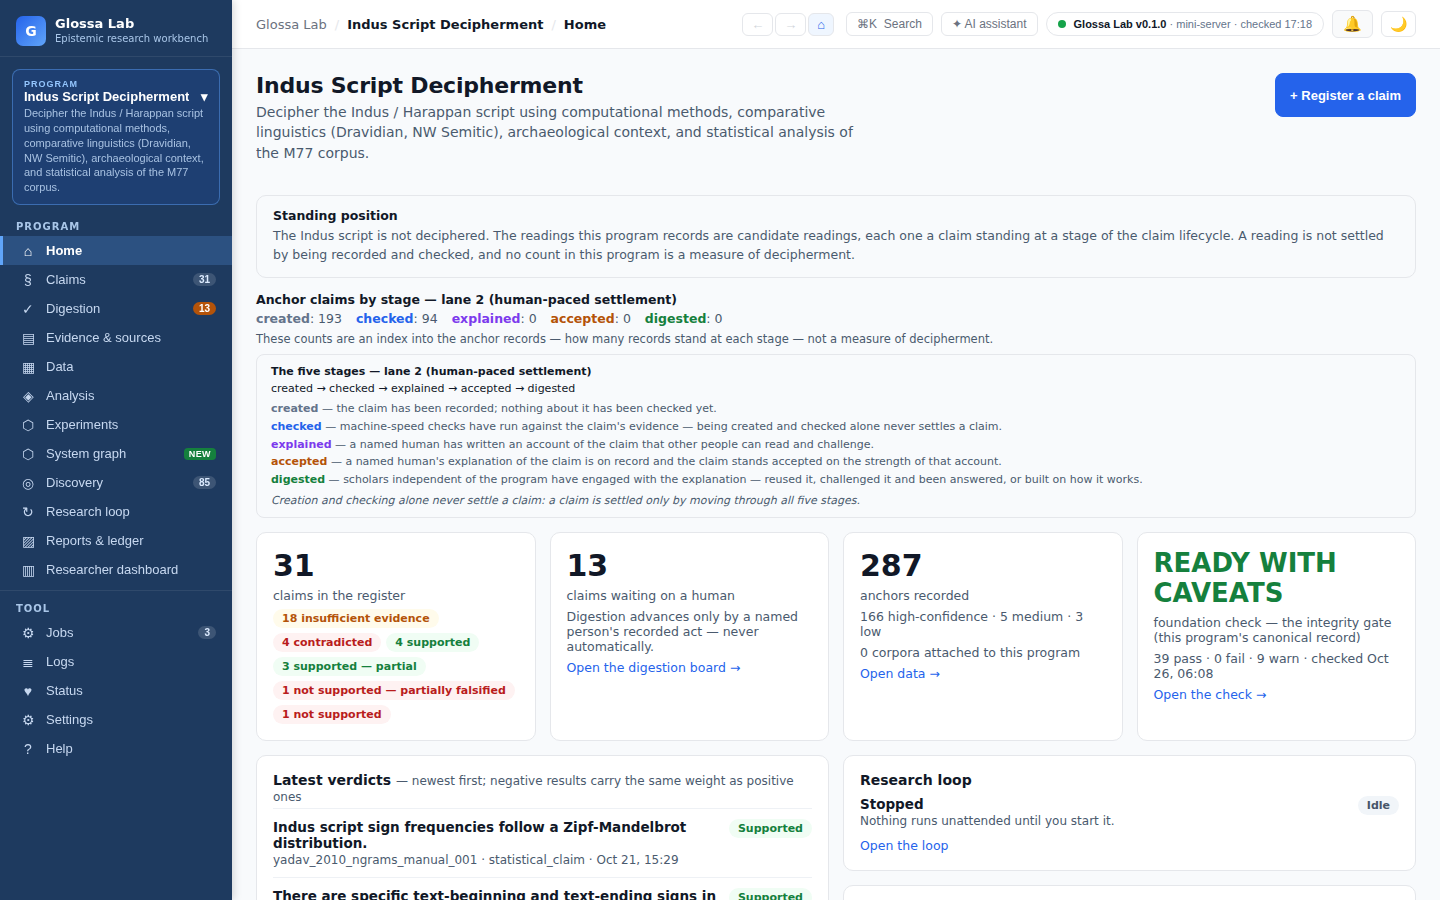 G
Glossa Lab
Epistemic research workbench
PROGRAM
Indus Script Decipherment ▼
Decipher the Indus / Harappan script
using computational methods,
comparative linguistics (Dravidian,
NW Semitic), archaeological context,
and statistical analysis of the M77
corpus.
PROGRAM
⌂ Home
§ Claims 31
✓ Digestion 13
Evidence & sources
Data
Analysis
Experiments
System graph NEW
Discovery 85
Research loop
Reports & ledger
Researcher dashboard
TOOL
Jobs 3
Logs
Status
Settings
? Help
Glossa Lab / Indus Script Decipherment / Home
← → ⌂ ⌘K Search ✦ AI assistant Glossa Lab v0.1.0 · mini-server · checked 17:18
Indus Script Decipherment
+ Register a claim
Decipher the Indus / Harappan script using computational methods, comparative
linguistics (Dravidian, NW Semitic), archaeological context, and statistical analysis of
the M77 corpus.
Standing position
The Indus script is not deciphered. The readings this program records are candidate readings, each one a claim standing at a stage of the claim lifecycle. A reading is not settled
by being recorded and checked, and no count in this program is a measure of decipherment.
Anchor claims by stage — lane 2 (human-paced settlement)
created: 193 checked: 94 explained: 0 accepted: 0 digested: 0
These counts are an index into the anchor records — how many records stand at each stage — not a measure of decipherment.
The five stages — lane 2 (human-paced settlement)
created → checked → explained → accepted → digested
created — the claim has been recorded; nothing about it has been checked yet.
checked — machine-speed checks have run against the claim's evidence — being created and checked alone never settles a claim.
explained — a named human has written an account of the claim that other people can read and challenge.
accepted — a named human's explanation of the claim is on record and the claim stands accepted on the strength of that account.
digested — scholars independent of the program have engaged with the explanation — reused it, challenged it and been answered, or built on how it works.
Creation and checking alone never settle a claim: a claim is settled only by moving through all five stages.
31
claims in the register
18 insufficient evidence
4 contradicted 4 supported
3 supported — partial
1 not supported — partially falsified
1 not supported
13
claims waiting on a human
Digestion advances only by a named
person's recorded act — never
automatically.
Open the digestion board →
287
anchors recorded
166 high-confidence · 5 medium · 3
low
0 corpora attached to this program
Open data →
READY WITH
CAVEATS
foundation check — the integrity gate
(this program's canonical record)
39 pass · 0 fail · 9 warn · checked Oct
26, 06:08
Open the check →
Latest verdicts — newest first; negative results carry the same weight as positive
ones
Indus script sign frequencies follow a Zipf-Mandelbrot Supported
distribution.
yadav_2010_ngrams_manual_001 · statistical_claim · Oct 21, 15:29
There are specific text-beginning and text-ending signs in Supported
Research loop
Stopped Idle
Nothing runs unattended until you start it.
Open the loop